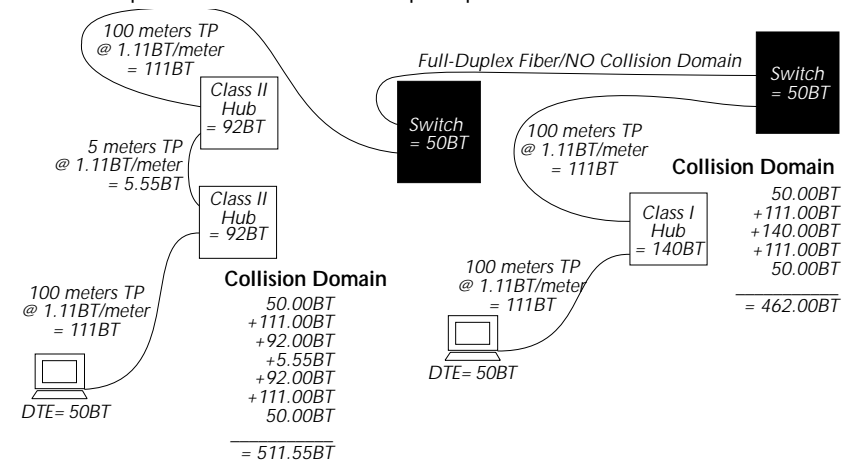 100 meters TP
@ 1.11BT/meter
= 111BT
Class II
Hub
= 92BT
5 meters TP
@ 1.11BT/meter
= 5.55BT
Class II
Hub
= 92BT
100 meters TP
@ 1.11BT/meter
= 111BT
DTE= 50BT
Collision Domain
50.00BT
+111.00BT
+92.00BT
+5.55BT
+92.00BT
+111.00BT
50.00BT
= 511.55BT
Full-Duplex Fiber/NO Collision Domain
Switch
= 50BT
Switch
= 50BT
100 meters TP
@ 1.11BT/meter
= 111BT
Class I
Hub
= 140BT
100 meters TP
@ 1.11BT/meter
= 111BT
DTE= 50BT
Collision Domain
50.00BT
+111.00BT
+140.00BT
+111.00BT
50.00BT
= 462.00BT